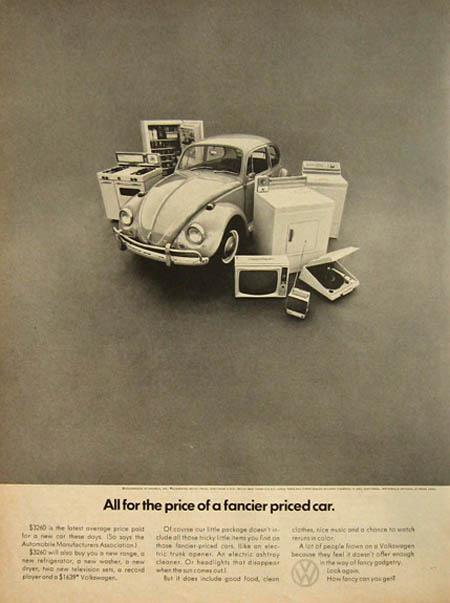 All for the price of a fancier priced car.
$3260 is the latest average price paid
for a new car these days. (So says the
Automobile Manufacturers Association.)
$3260 will also buy you a new range, a
new refrigerator, a new washer, a new
dryer, two new television sets, a record
player and a $1639* Volkswagen.
Of course our little package doesn't in-
clude all those tricky little items you find on
those fancier-priced cars. (Like an elec-
tric trunk opener. An electric ashtray
cleaner. Or headlights that disappear
when the sun comes out.)
But it does include good food, clean
clothes, nice music and a chance to watch
reruns in color.
A lot of people frown on a Volkswagen
because they feel it doesn't offer enough
in the way of fancy gadgetry.
Look again.
How fancy can you get?
VW